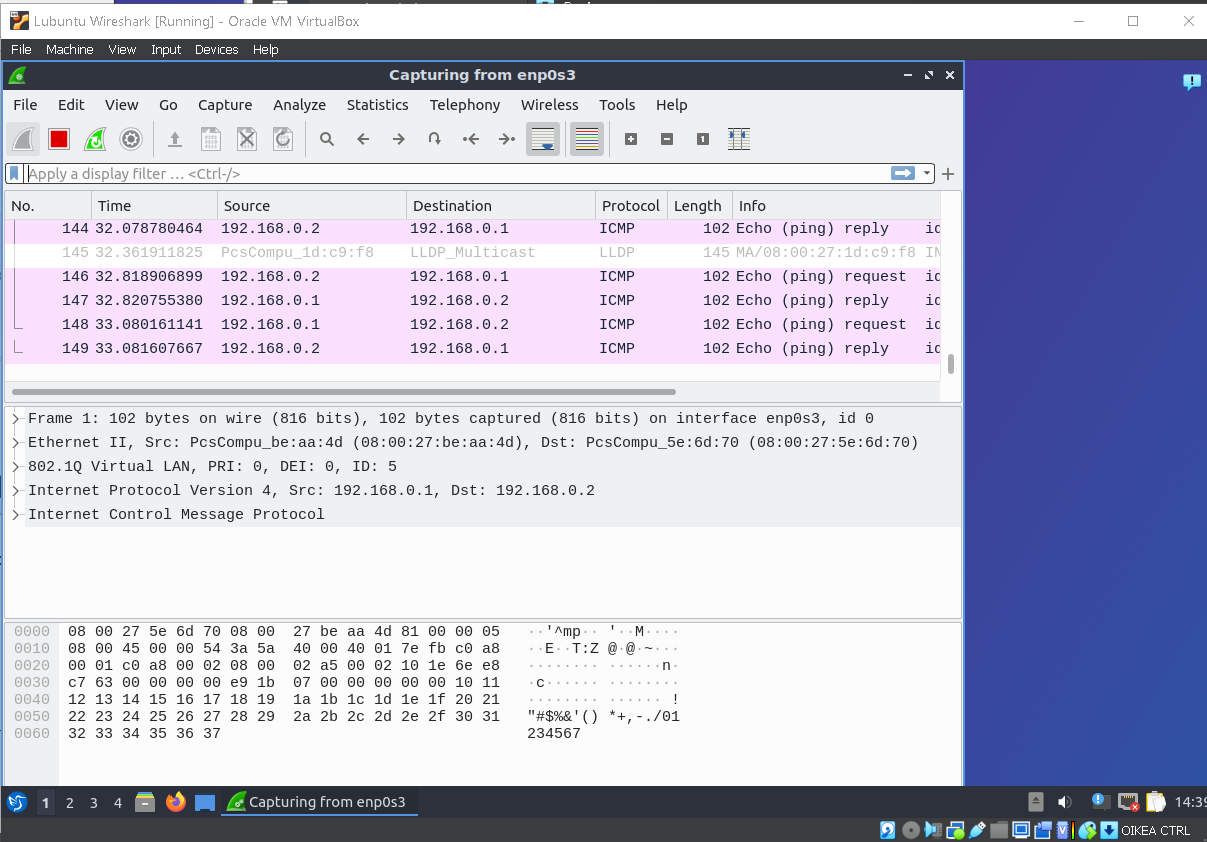 Lubuntu Wireshark [Running] - Oracle VM VirtualBox
File Machine View Input Devices Help
Capturing from enp0s3
File Edit View Go Capture Analyze Statistics Telephony Wireless Tools Help
Apply a display filter … <Ctrl-/>
No. Time Source Destination Protocol Length Info
144 32.078780464 192.168.0.2 192.168.0.1 ICMP 102 Echo (ping) reply id
145 32.361911825 PcsCompu_1d:c9:f8 LLDP_Multicast LLDP 145 MA/08:00:27:1d:c9:f8 IN
146 32.818906899 192.168.0.2 192.168.0.1 ICMP 102 Echo (ping) request id
147 32.820755380 192.168.0.1 192.168.0.2 ICMP 102 Echo (ping) reply id
148 33.080161141 192.168.0.1 192.168.0.2 ICMP 102 Echo (ping) request id
149 33.081607667 192.168.0.2 192.168.0.1 ICMP 102 Echo (ping) reply id
Frame 1: 102 bytes on wire (816 bits), 102 bytes captured (816 bits) on interface enp0s3, id 0
Ethernet II, Src: PcsCompu_be:aa:4d (08:00:27:be:aa:4d), Dst: PcsCompu_5e:6d:70 (08:00:27:5e:6d:70)
802.1Q Virtual LAN, PRI: 0, DEI: 0, ID: 5
Internet Protocol Version 4, Src: 192.168.0.1, Dst: 192.168.0.2
Internet Control Message Protocol
0000 08 00 27 5e 6d 70 08 00 27 be aa 4d 81 00 00 05 ··'^mp·· '··M····
0010 08 00 45 00 00 54 3a 5a 40 00 40 01 7e fb c0 a8 ··E··T:Z @·@·~···
0020 00 01 c0 a8 00 02 08 00 02 a5 00 02 10 1e 6e e8 ········ ······n·
0030 c7 63 00 00 00 00 e9 1b 07 00 00 00 00 00 10 11 ·c······ ········
0040 12 13 14 15 16 17 18 19 1a 1b 1c 1d 1e 1f 20 21 ········ ······ !
0050 22 23 24 25 26 27 28 29 2a 2b 2c 2d 2e 2f 30 31 "#$%&'() *+,-./01
0060 32 33 34 35 36 37 234567
1 2 3 4 Capturing from enp0s3 14:39
OIKEA CTRL